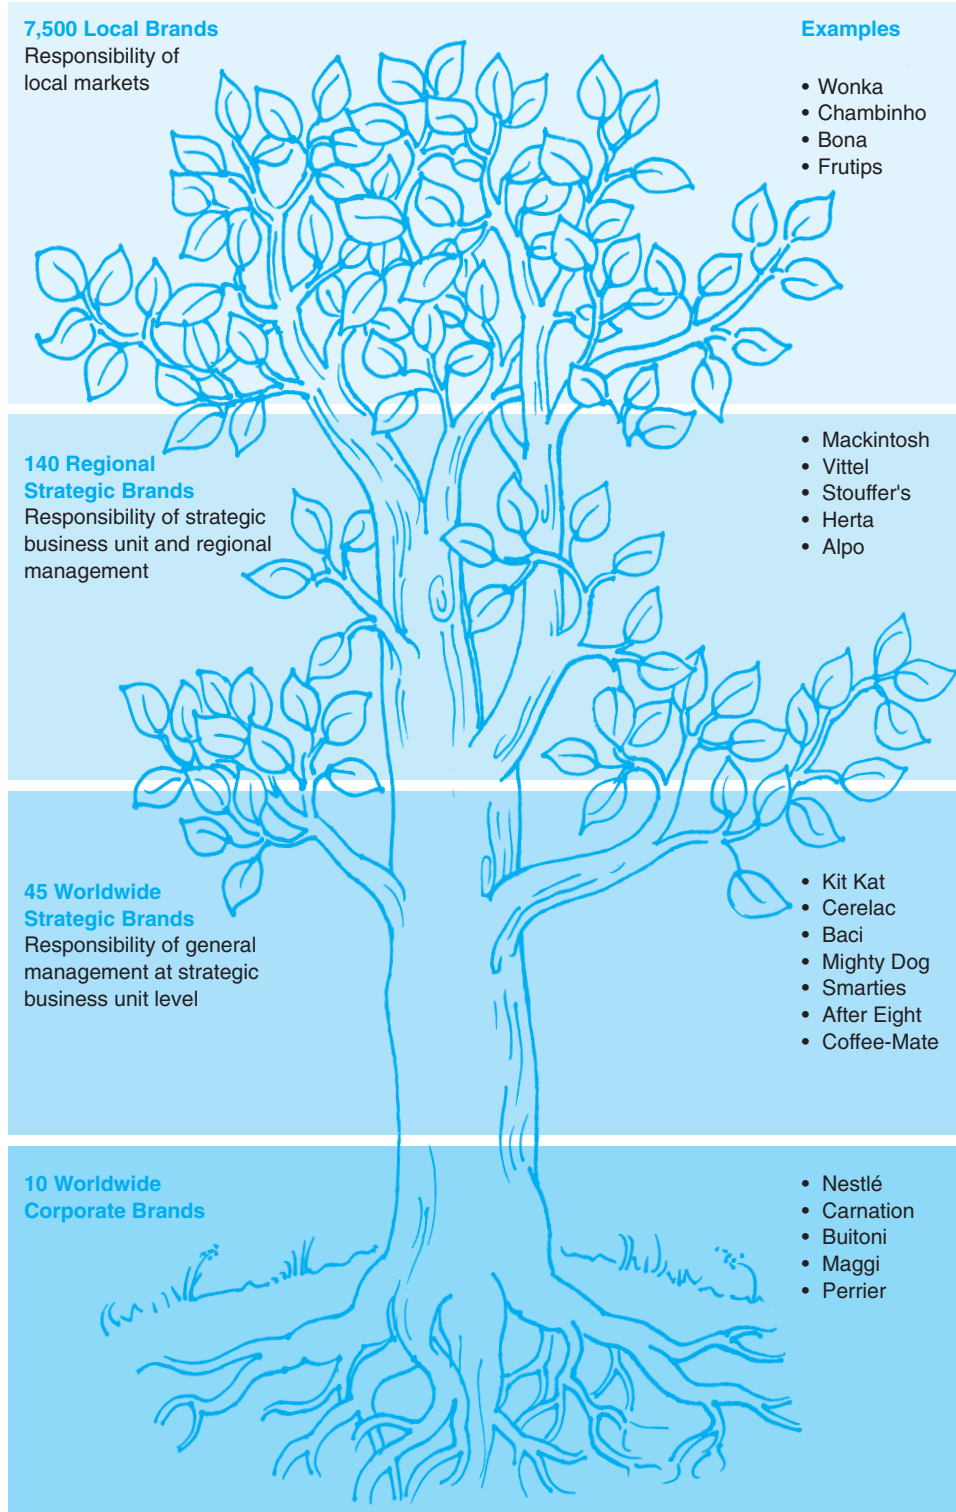 7,500 Local Brands
Responsibility of
local markets
Examples
• Wonka
• Chambinho
• Bona
• Frutips
140 Regional
Strategic Brands
Responsibility of strategic
business unit and regional
management
• Mackintosh
• Vittel
• Stouffer's
• Herta
• Alpo
45 Worldwide
Strategic Brands
Responsibility of general
management at strategic
business unit level
• Kit Kat
• Cerelac
• Baci
• Mighty Dog
• Smarties
• After Eight
• Coffee-Mate
10 Worldwide
Corporate Brands
• Nestlé
• Carnation
• Buitoni
• Maggi
• Perrier